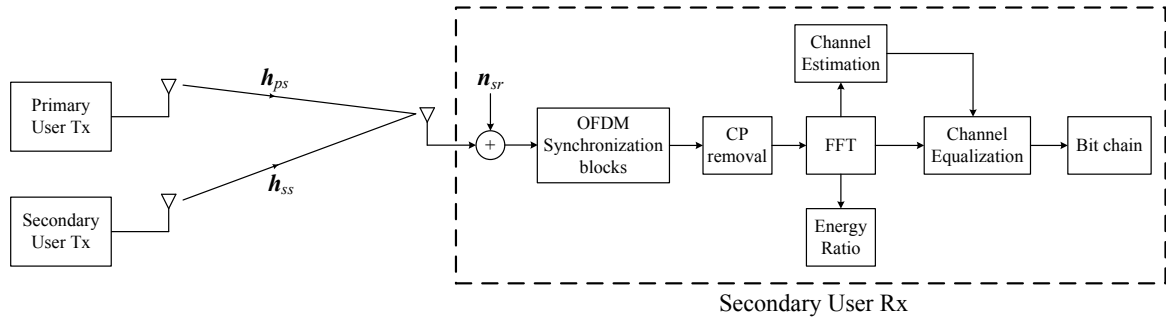 Primary
User Tx
Secondary
User Tx
h_ps
h_ss
n_sr
+
OFDM
Synchronization
blocks
CP
removal
FFT
Channel
Estimation
Energy
Ratio
Channel
Equalization
Bit chain
Secondary User Rx